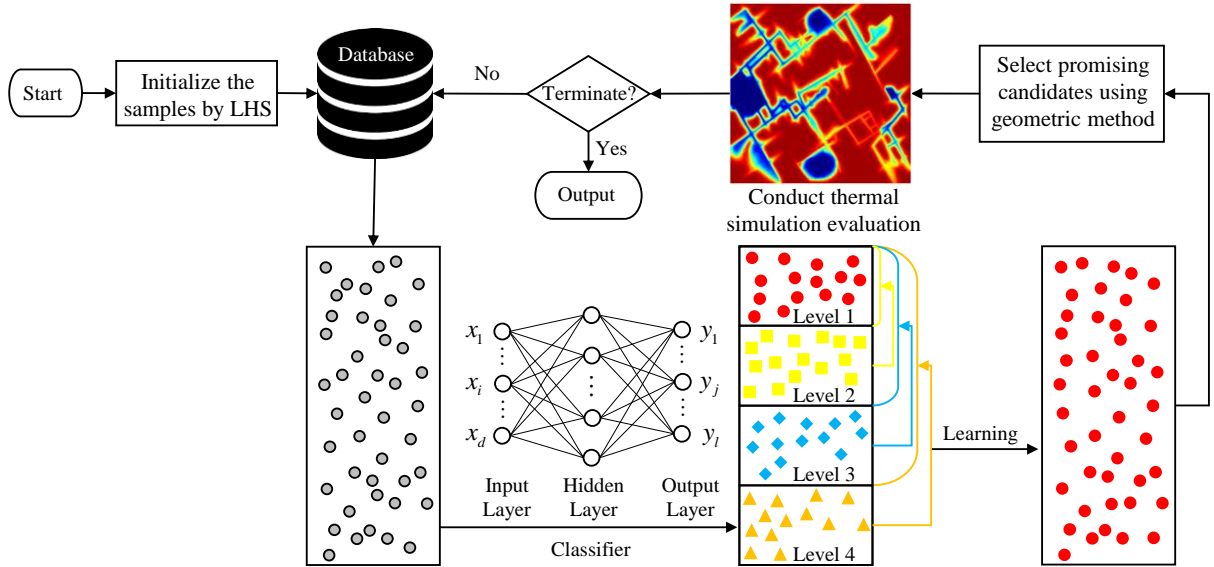 Start
Initialize the
samples by LHS
Database
No
Terminate?
Yes
Output
Conduct thermal
simulation evaluation
Select promising
candidates using
geometric method
x1
xi
xd
y1
yj
yl
Input
Layer
Hidden
Layer
Output
Layer
Classifier
Level 1
Level 2
Level 3
Level 4
Learning